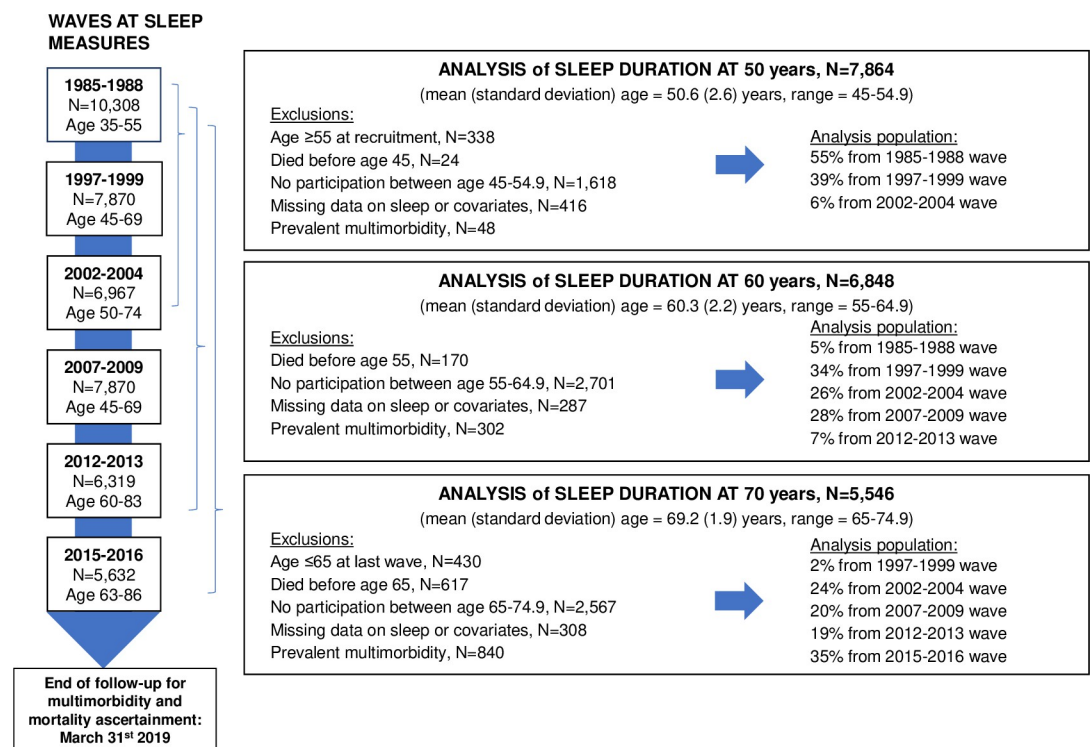 WAVES AT SLEEP
MEASURES
1985-1988
N=10,308
Age 35-55
1997-1999
N=7,870
Age 45-69
2002-2004
N=6,967
Age 50-74
2007-2009
N=7,870
Age 45-69
2012-2013
N=6,319
Age 60-83
2015-2016
N=5,632
Age 63-86
End of follow-up for
multimorbidity and
mortality ascertainment:
March 31st 2019
ANALYSIS of SLEEP DURATION AT 50 years, N=7,864
(mean (standard deviation) age = 50.6 (2.6) years, range = 45-54.9)
Exclusions:
Age ≥55 at recruitment, N=338
Died before age 45, N=24
No participation between age 45-54.9, N=1,618
Missing data on sleep or covariates, N=416
Prevalent multimorbidity, N=48
Analysis population:
55% from 1985-1988 wave
39% from 1997-1999 wave
6% from 2002-2004 wave
ANALYSIS of SLEEP DURATION AT 60 years, N=6,848
(mean (standard deviation) age = 60.3 (2.2) years, range = 55-64.9)
Exclusions:
Died before age 55, N=170
No participation between age 55-64.9, N=2,701
Missing data on sleep or covariates, N=287
Prevalent multimorbidity, N=302
Analysis population:
5% from 1985-1988 wave
34% from 1997-1999 wave
26% from 2002-2004 wave
28% from 2007-2009 wave
7% from 2012-2013 wave
ANALYSIS of SLEEP DURATION AT 70 years, N=5,546
(mean (standard deviation) age = 69.2 (1.9) years, range = 65-74.9)
Exclusions:
Age ≤65 at last wave, N=430
Died before age 65, N=617
No participation between age 65-74.9, N=2,567
Missing data on sleep or covariates, N=308
Prevalent multimorbidity, N=840
Analysis population:
2% from 1997-1999 wave
24% from 2002-2004 wave
20% from 2007-2009 wave
19% from 2012-2013 wave
35% from 2015-2016 wave